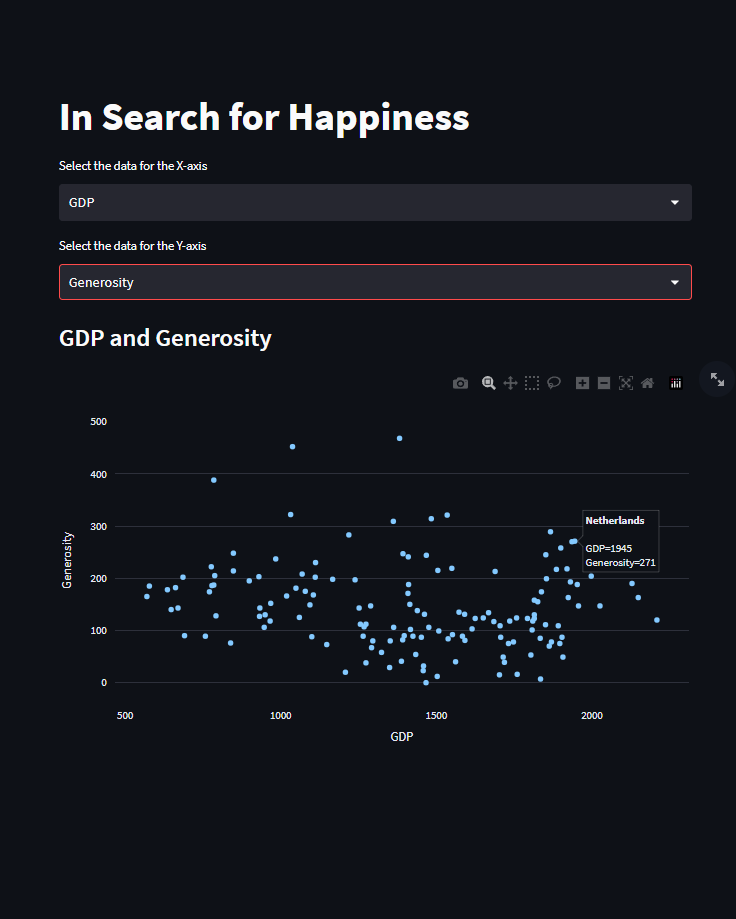 In Search for Happiness
Select the data for the X-axis
GDP
Select the data for the Y-axis
Generosity
GDP and Generosity
500
400
300
200
100
0
Generosity
Netherlands
GDP=1945
Generosity=271
500 1000 1500 2000
GDP